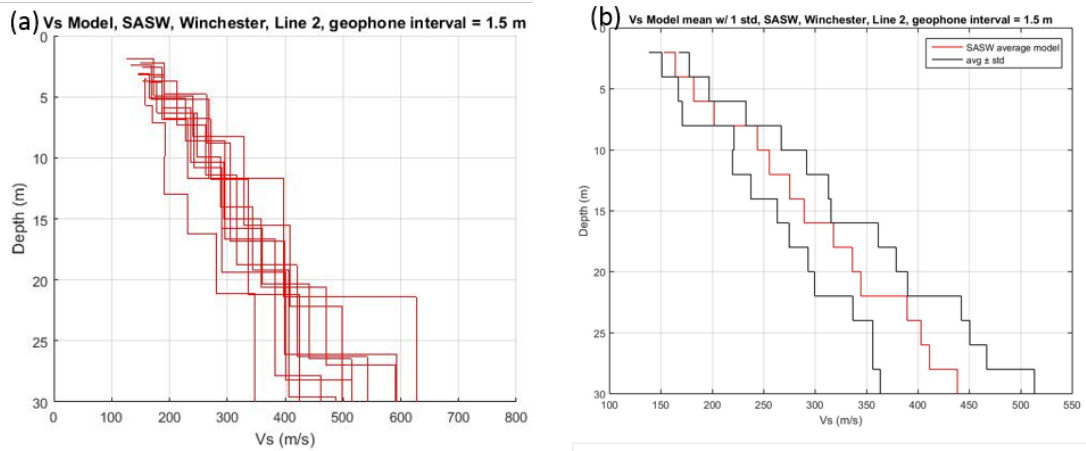 (a) Vs Model, SASW, Winchester, Line 2, geophone interval = 1.5 m
0
5
10
15
20
25
30
Depth (m)
0 100 200 300 400 500 600 700 800
Vs (m/s)
(b) Vs Model mean w/ 1 std, SASW, Winchester, Line 2, geophone interval = 1.5 m
0
SASW average model
avg ± std
5
10
15
20
25
30
Depth (m)
100 150 200 250 300 350 400 450 500 550
Vs (m/s)